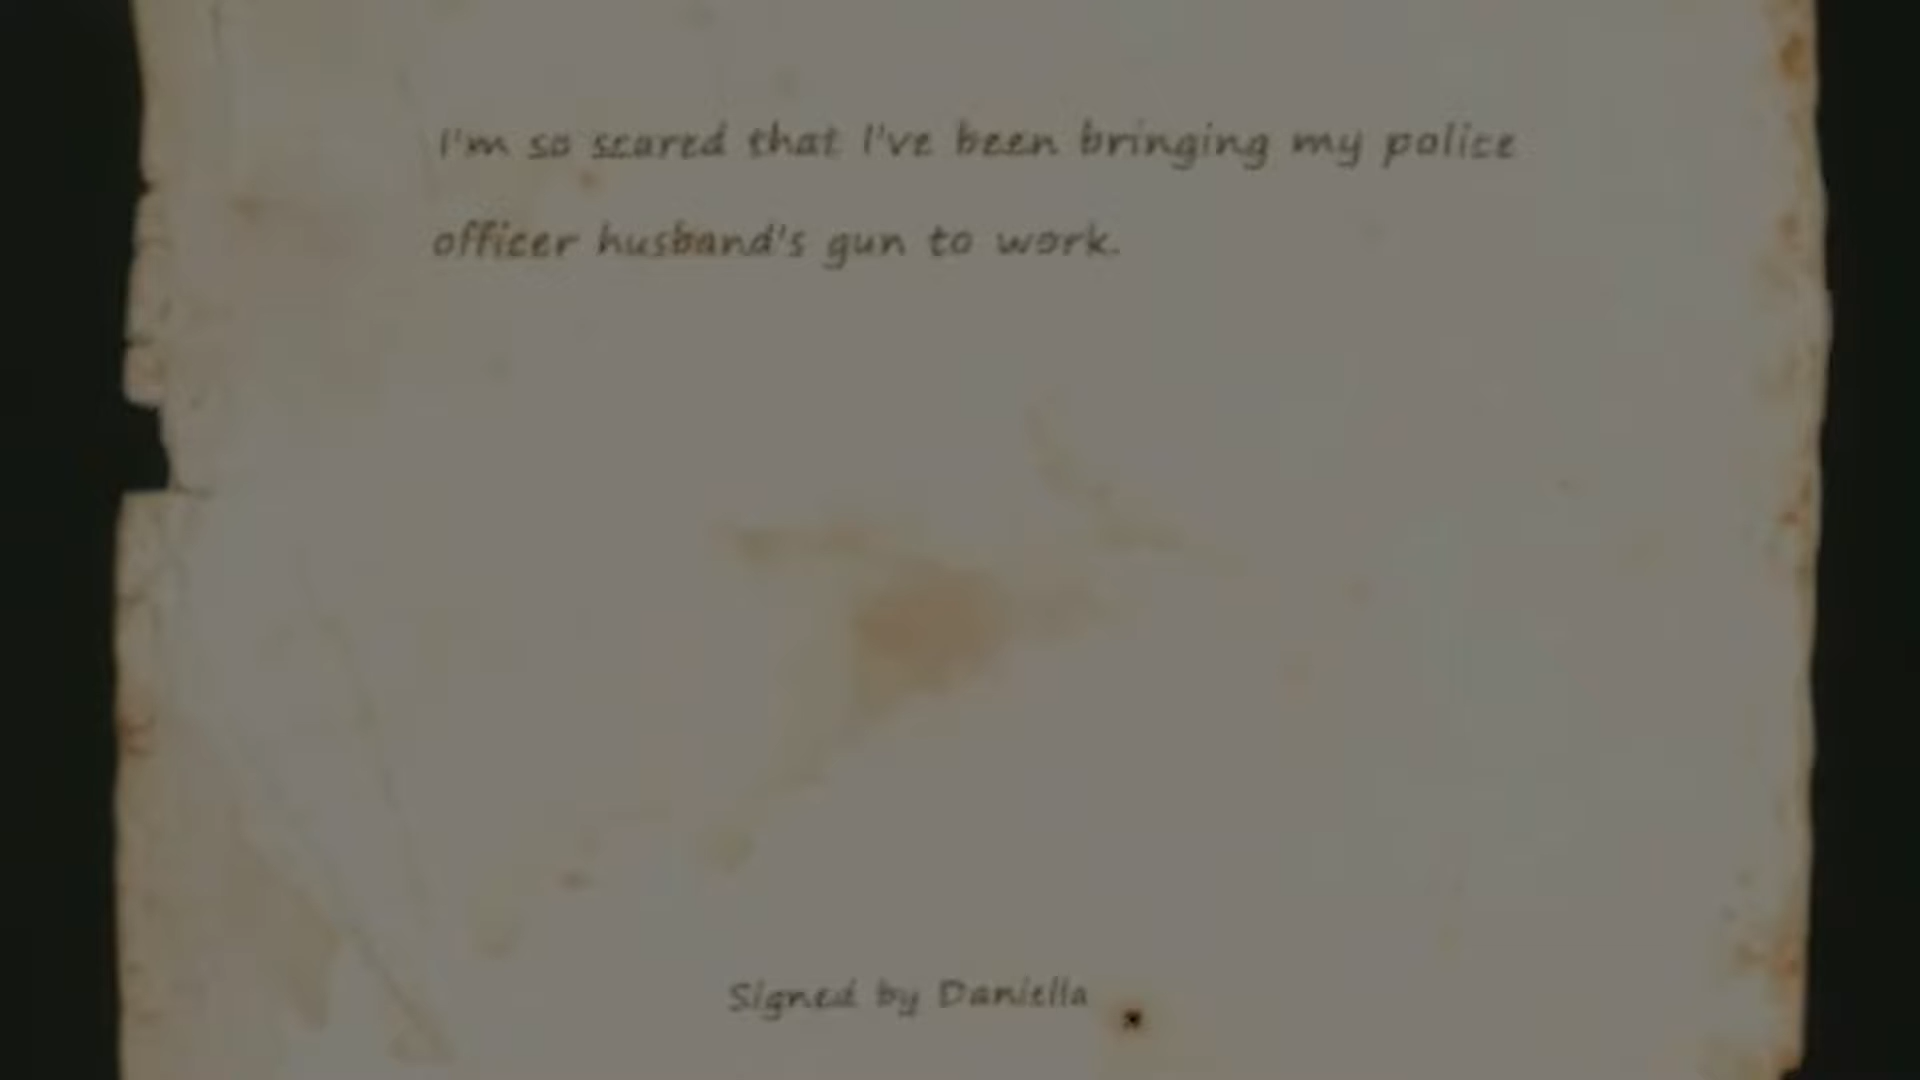 I'm so scared that I've been bringing my police
officer husband's gun to work.
Signed by Daniella